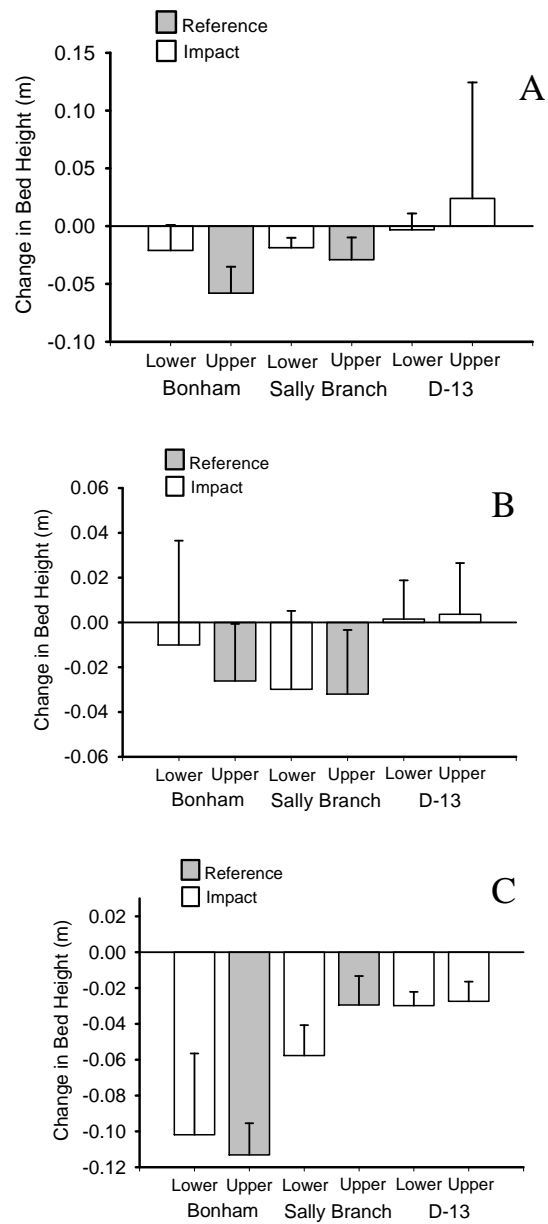 Reference
Impact
A
Change in Bed Height (m)
0.15
0.10
0.05
0.00
-0.05
-0.10
Lower Upper Lower Upper Lower Upper
Bonham Sally Branch D-13
Reference
Impact
B
Change in Bed Height (m)
0.06
0.04
0.02
0.00
-0.02
-0.04
-0.06
Lower Upper Lower Upper Lower Upper
Bonham Sally Branch D-13
Reference
Impact
C
Change in Bed Height (m)
0.02
0.00
-0.02
-0.04
-0.06
-0.08
-0.10
-0.12
Lower Upper Lower Upper Lower Upper
Bonham Sally Branch D-13